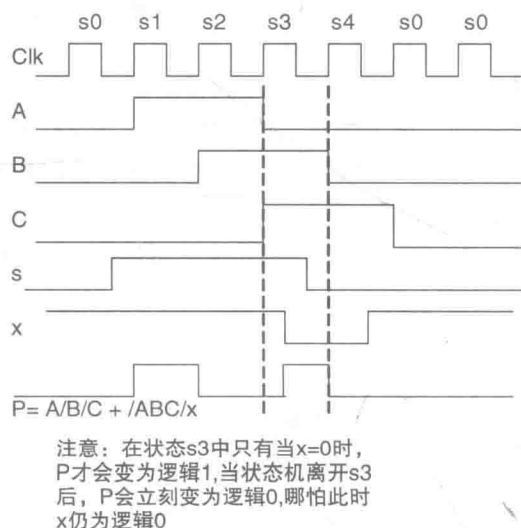 s0 s1 s2 s3 s4 s0 s0
Clk
A
B
C
s
x
P= A/B/C + /ABC/x
注意：在状态s3中只有当x=0时，
P才会变为逻辑1,当状态机离开s3
后，P会立刻变为逻辑0,哪怕此时
x仍为逻辑0